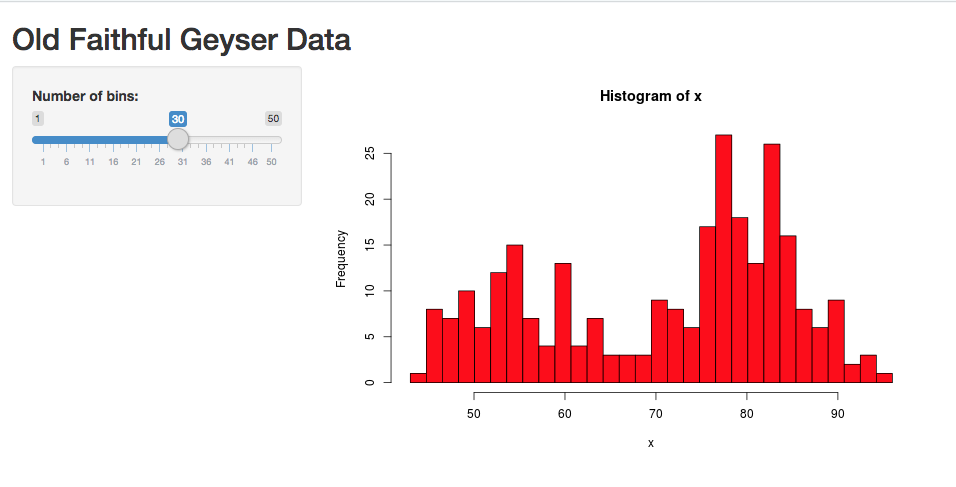 Old Faithful Geyser Data
Number of bins:
1 30 50
1 6 11 16 21 26 31 36 41 46 50
Histogram of x
Frequency
25
20
15
10
5
0
50 60 70 80 90
x